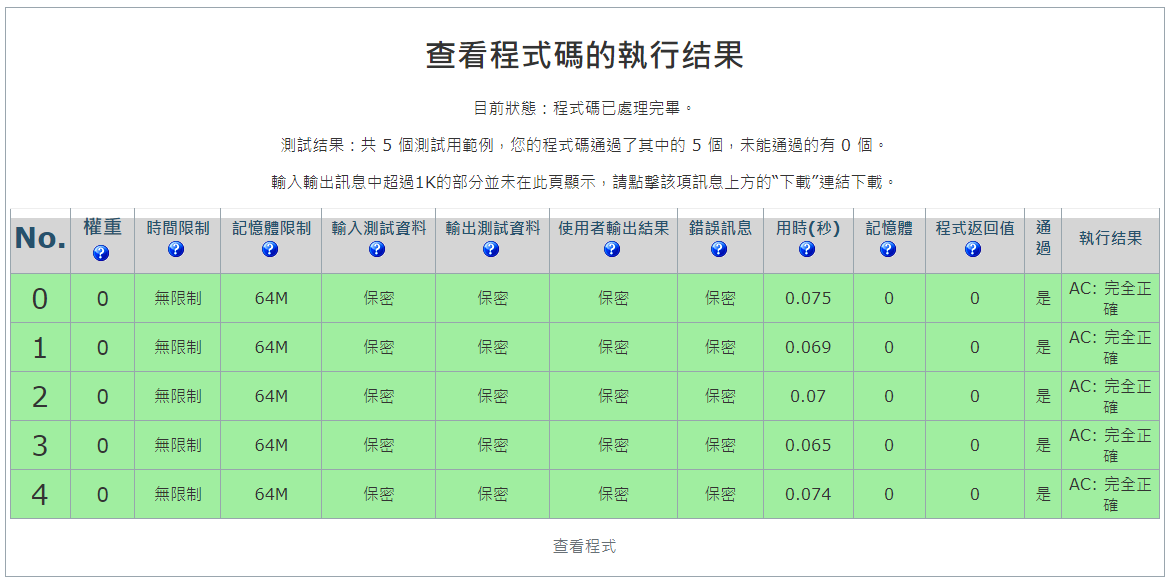 查看程式碼的執行结果
目前狀態：程式碼已處理完畢。
測試结果：共 5 個測試用範例，您的程式碼通過了其中的 5 個，未能通過的有 0 個。
輸入輸出訊息中超過1K的部分並未在此頁顯示，請點擊該項訊息上方的“下載”連結下載。
No. 權重 時間限制 記憶體限制 輸入測試資料 輸出測試資料 使用者輸出结果 錯誤訊息 用時(秒) 記憶體 程式返回值 通過 執行结果
0 0 無限制 64M 保密 保密 保密 保密 0.075 0 0 是 AC: 完全正確
1 0 無限制 64M 保密 保密 保密 保密 0.069 0 0 是 AC: 完全正確
2 0 無限制 64M 保密 保密 保密 保密 0.07 0 0 是 AC: 完全正確
3 0 無限制 64M 保密 保密 保密 保密 0.065 0 0 是 AC: 完全正確
4 0 無限制 64M 保密 保密 保密 保密 0.074 0 0 是 AC: 完全正確
查看程式